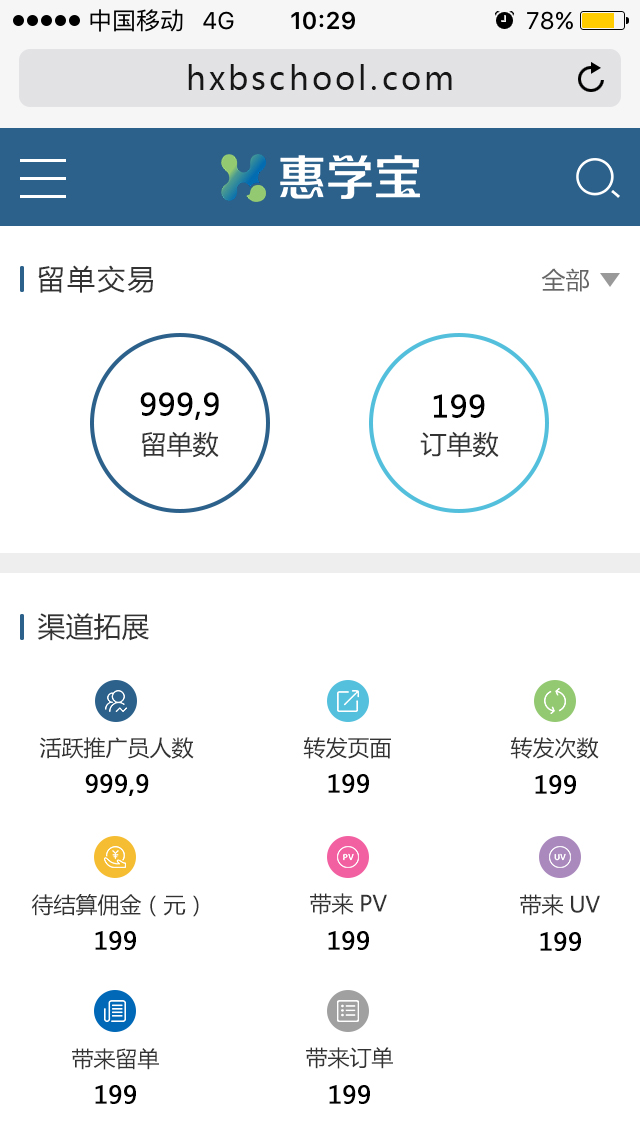 中国移动 4G 10:29 78%
hxbschool.com
惠学宝
留单交易 全部
999,9 199
留单数 订单数
渠道拓展
活跃推广员人数 转发页面 转发次数
999,9 199 199
¥ PV UV
待结算佣金（元） 带来 PV 带来 UV
199 199 199
带来留单 带来订单
199 199